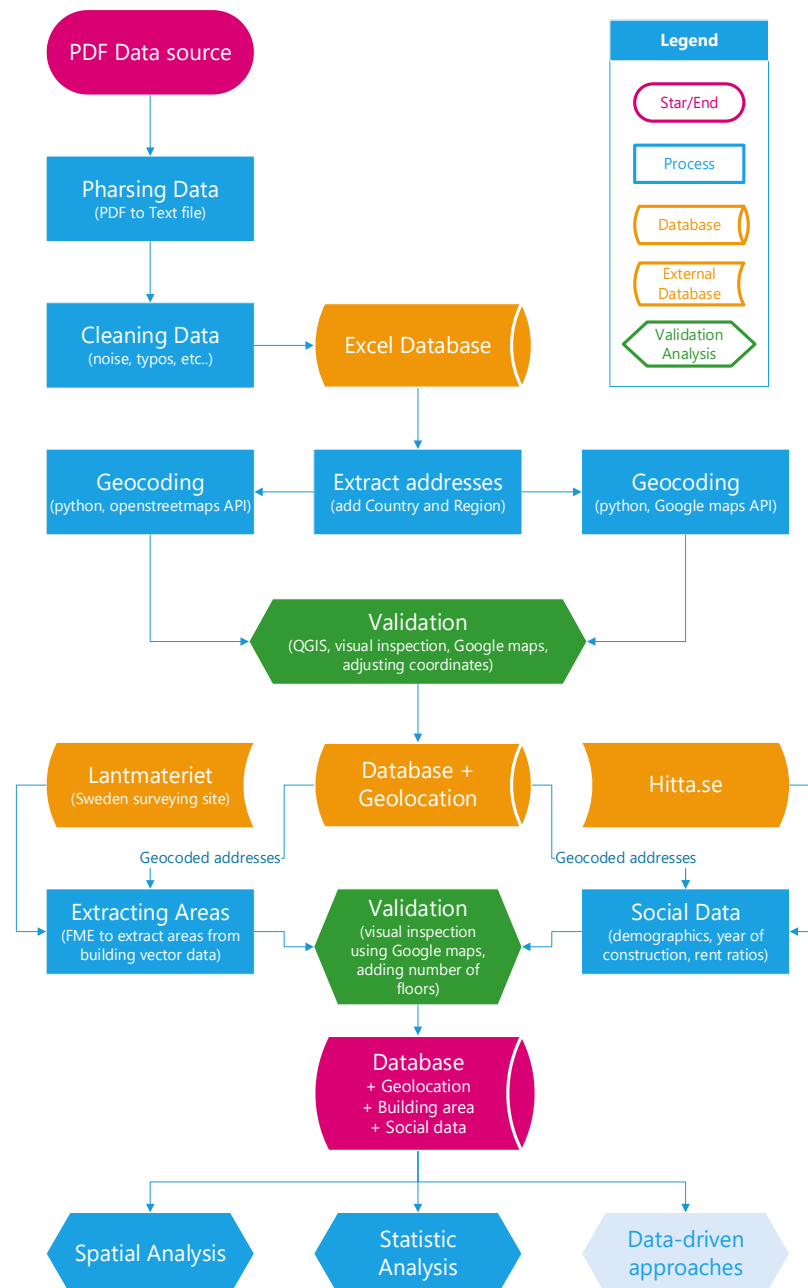 PDF Data source
Legend
Star/End
Process
Database
External
Database
Validation
Analysis
Pharsing Data
(PDF to Text file)
Cleaning Data
(noise, typos, etc..)
Excel Database
Geocoding
(python, openstreetmaps API)
Extract addresses
(add Country and Region)
Geocoding
(python, Google maps API)
Validation
(QGIS, visual inspection, Google maps,
adjusting coordinates)
Lantmateriet
(Sweden surveying site)
Database +
Geolocation
Hitta.se
Geocoded addresses
Geocoded addresses
Extracting Areas
(FME to extract areas from
building vector data)
Validation
(visual inspection
using Google maps,
adding number of
floors)
Social Data
(demographics, year of
construction, rent ratios)
Database
+ Geolocation
+ Building area
+ Social data
Spatial Analysis
Statistic
Analysis
Data-driven
approaches